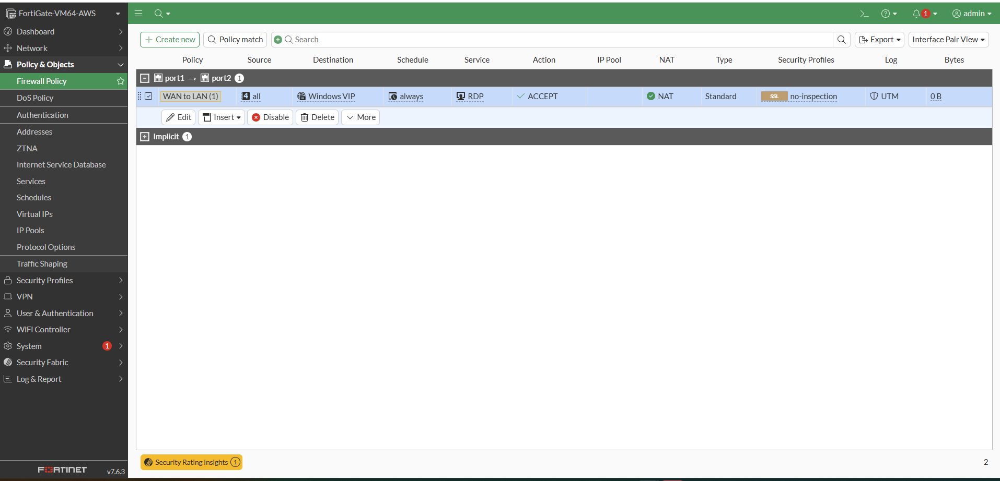 FortiGate-VM64-AWS
1
admin
Dashboard
Network
Policy & Objects
Firewall Policy
DoS Policy
Authentication
Addresses
ZTNA
Internet Service Database
Services
Schedules
Virtual IPs
IP Pools
Protocol Options
Traffic Shaping
Security Profiles
VPN
User & Authentication
WiFi Controller
System 1
Security Fabric
Log & Report
FORTINET v7.6.3
Create new Policy match Search Export Interface Pair View
Policy Source Destination Schedule Service Action IP Pool NAT Type Security Profiles Log Bytes
port1 → port2 1
WAN to LAN (1) 4 all Windows VIP always RDP ACCEPT NAT Standard SSL no-inspection UTM 0 B
Edit Insert Disable Delete More
Implicit 1
Security Rating Insights 1
2